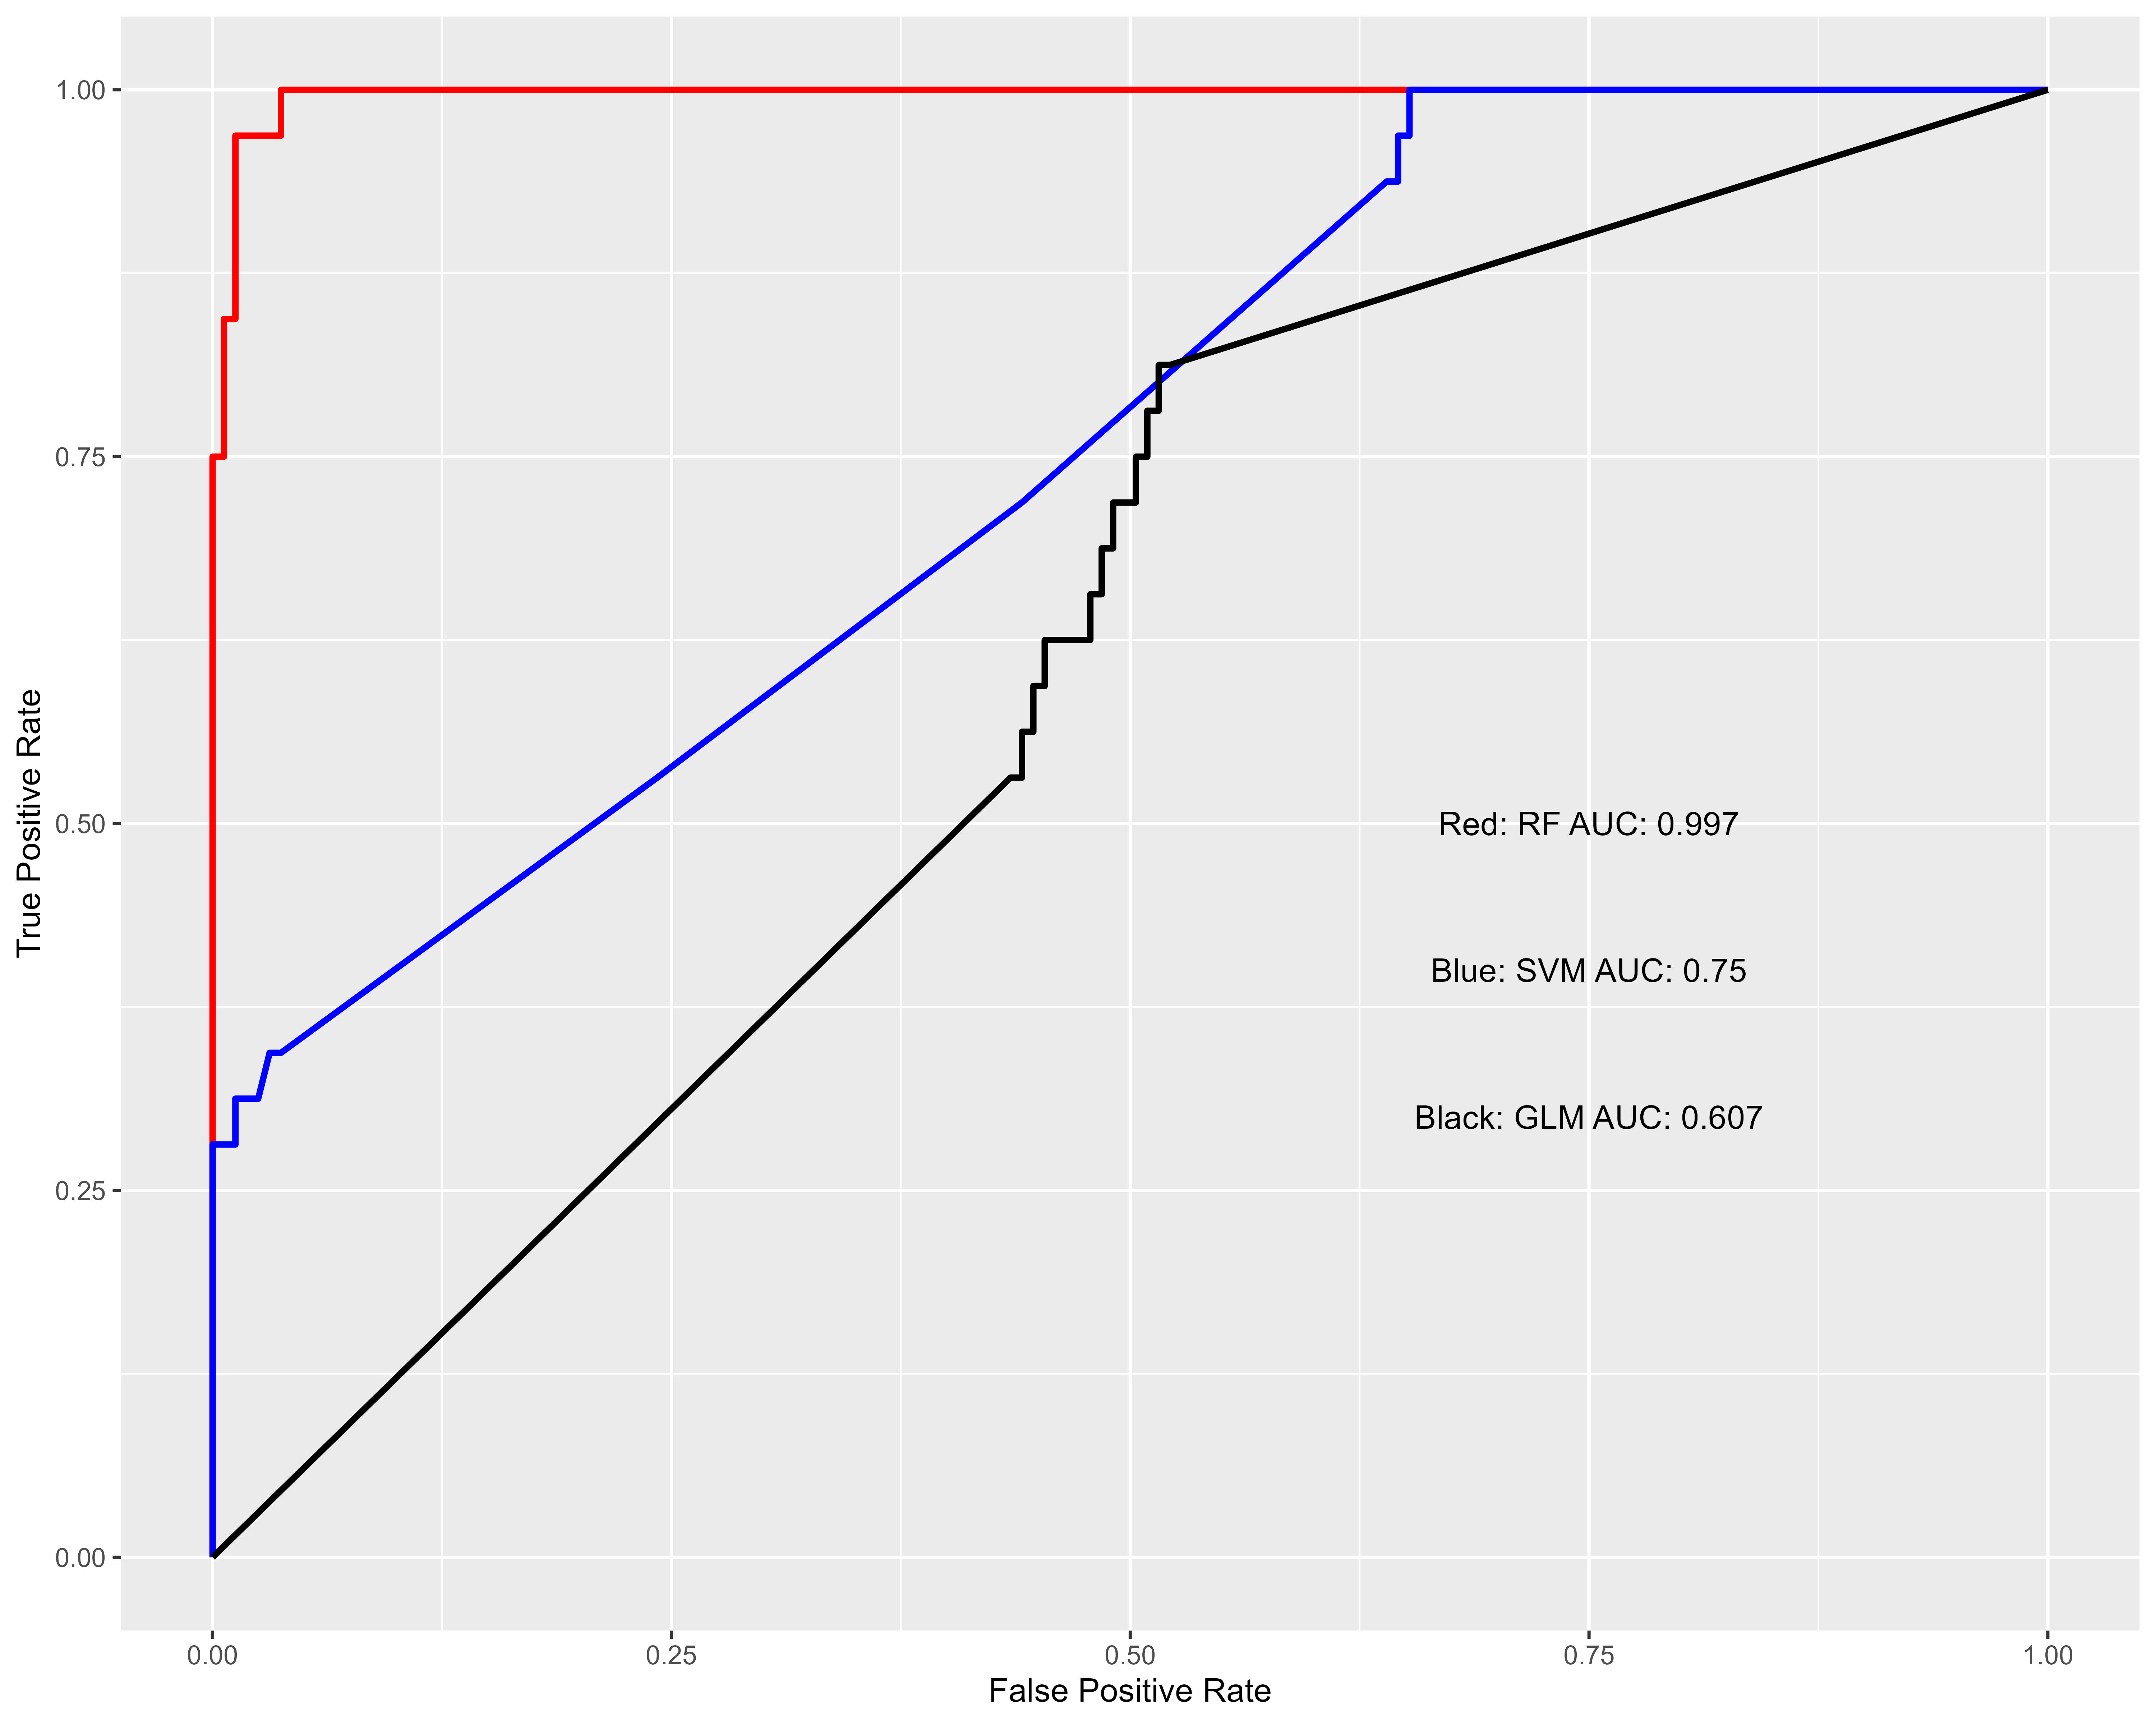 1.00
0.75
0.50
0.25
0.00
True Positive Rate
Red: RF AUC: 0.997
Blue: SVM AUC: 0.75
Black: GLM AUC: 0.607
0.00 0.25 0.50 0.75 1.00
False Positive Rate